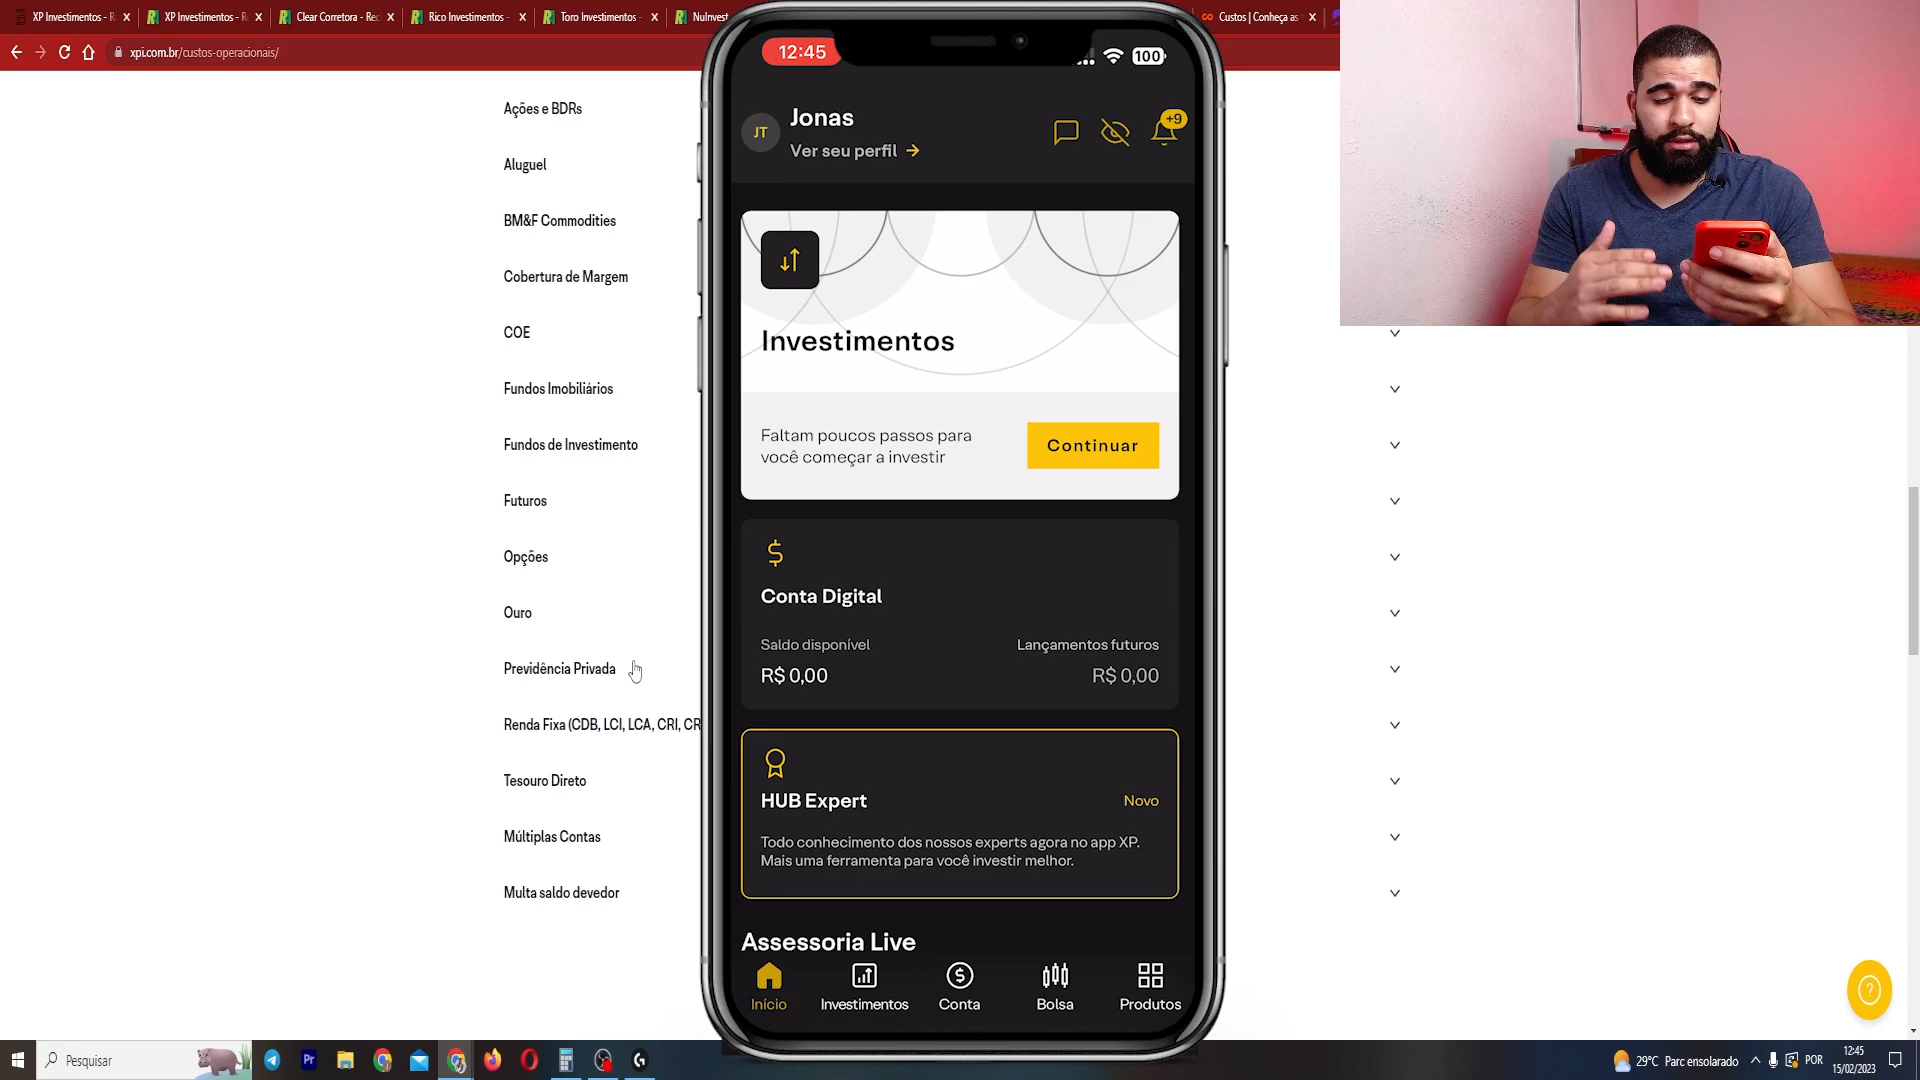 XP Investimentos - R
XP Investimentos - R
Clear Corretora - Rec
Rico Investimentos -
Toro Investimentos -
NuInvest
Custos | Conheça as
xpi.com.br/custos-operacionais/
Ações e BDRs
Aluguel
BM&F Commodities
Cobertura de Margem
COE
Fundos Imobiliários
Fundos de Investimento
Futuros
Opções
Ouro
Previdência Privada
Renda Fixa (CDB, LCI, LCA, CRI, CR
Tesouro Direto
Múltiplas Contas
Multa saldo devedor
12:45
100
JT
Jonas
Ver seu perfil →
+9
Investimentos
Faltam poucos passos para
você começar a investir
Continuar
Conta Digital
Saldo disponível
Lançamentos futuros
R$ 0,00
R$ 0,00
HUB Expert
Novo
Todo conhecimento dos nossos experts agora no app XP.
Mais uma ferramenta para você investir melhor.
Assessoria Live
Início
Investimentos
Conta
Bolsa
Produtos
Pesquisar
Pr
29°C Parc ensolarado
POR
12:45
15/02/2023